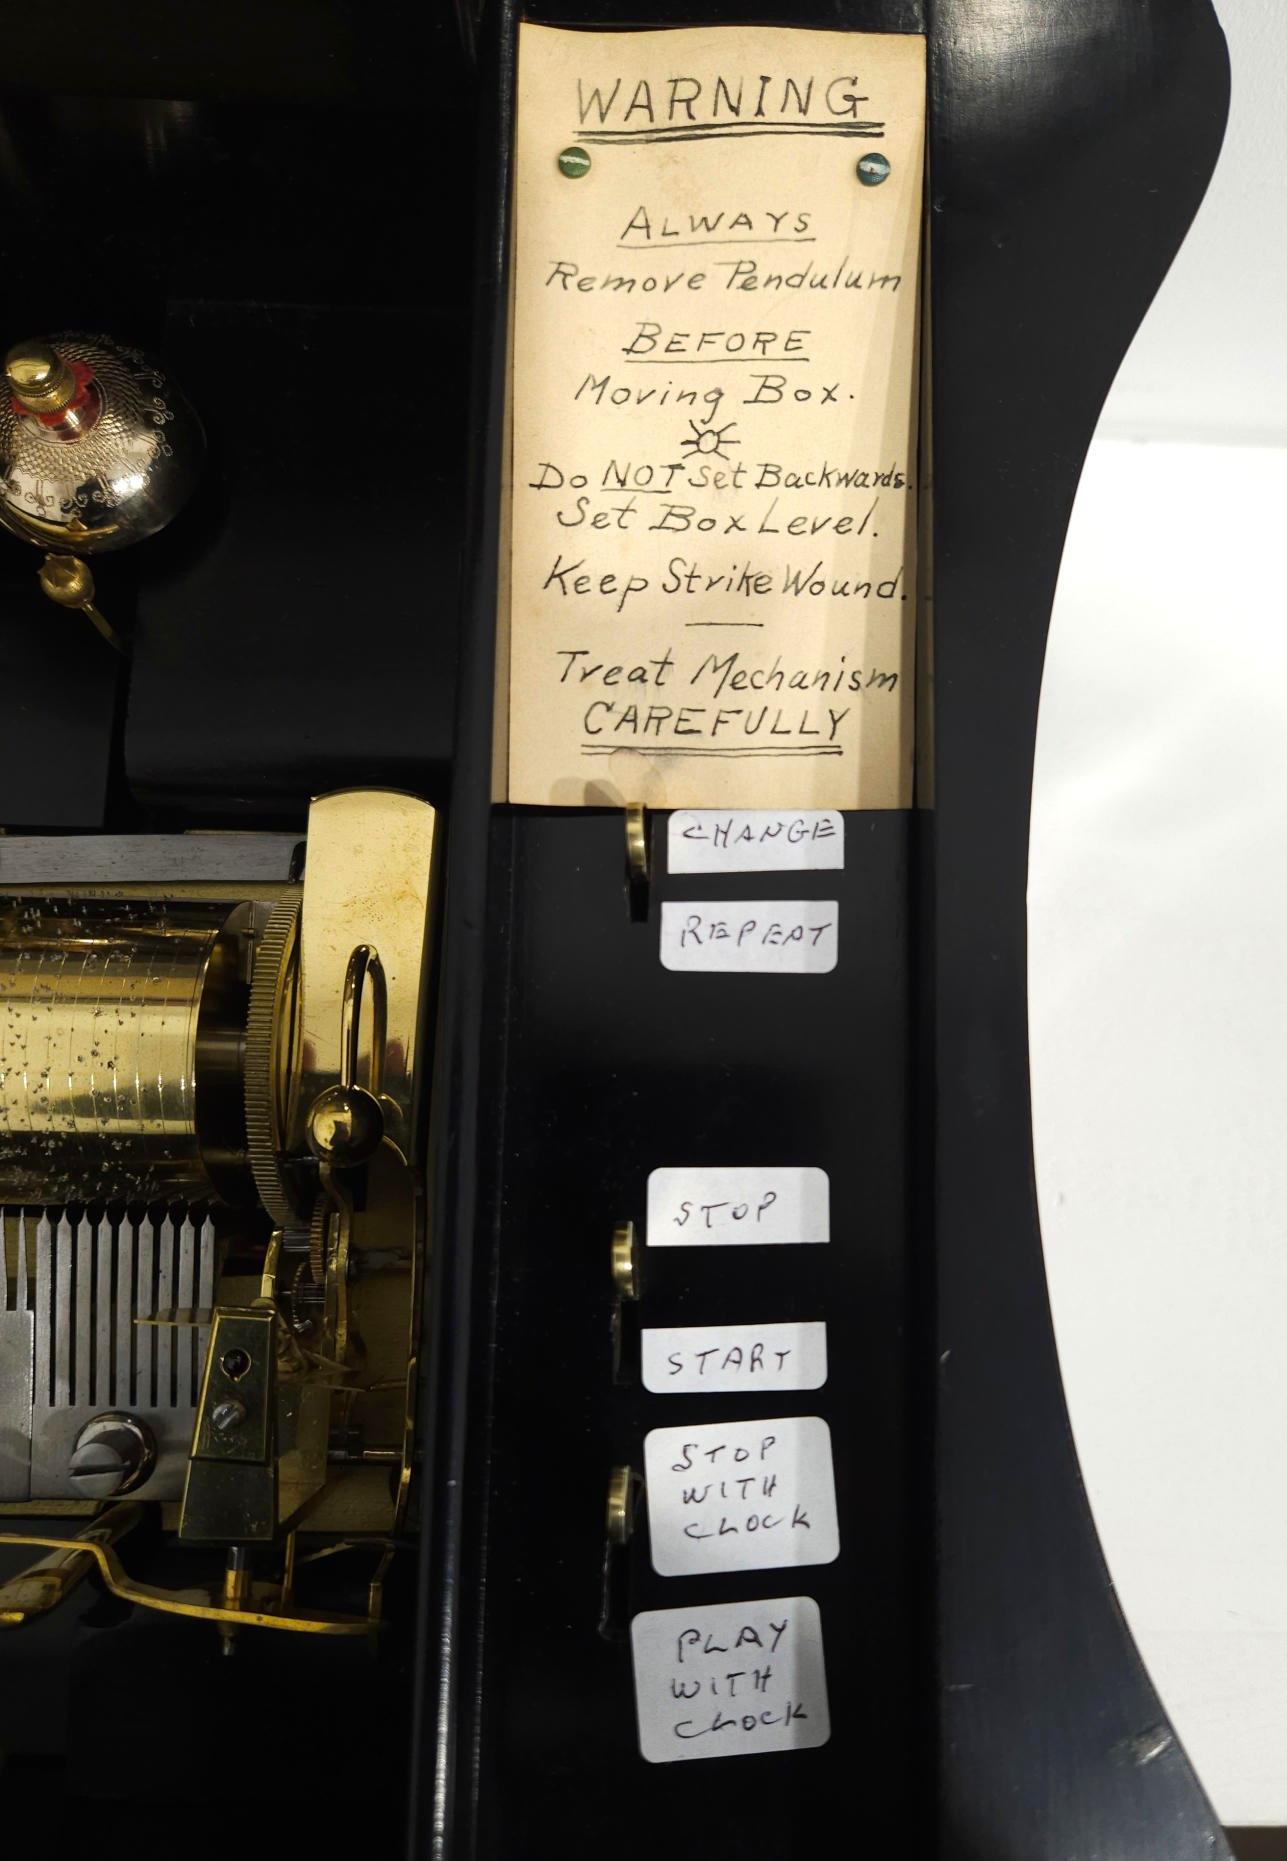 WARNING
ALWAYS
Remove Pendulum
BEFORE
Moving Box.
Do NOT Set Backwards.
Set Box Level.
Keep Strike Wound.
Treat Mechanism
CAREFULLY
CHANGE
REPEAT
STOP
START
STOP
WITH
CLOCK
PLAY
WITH
CLOCK